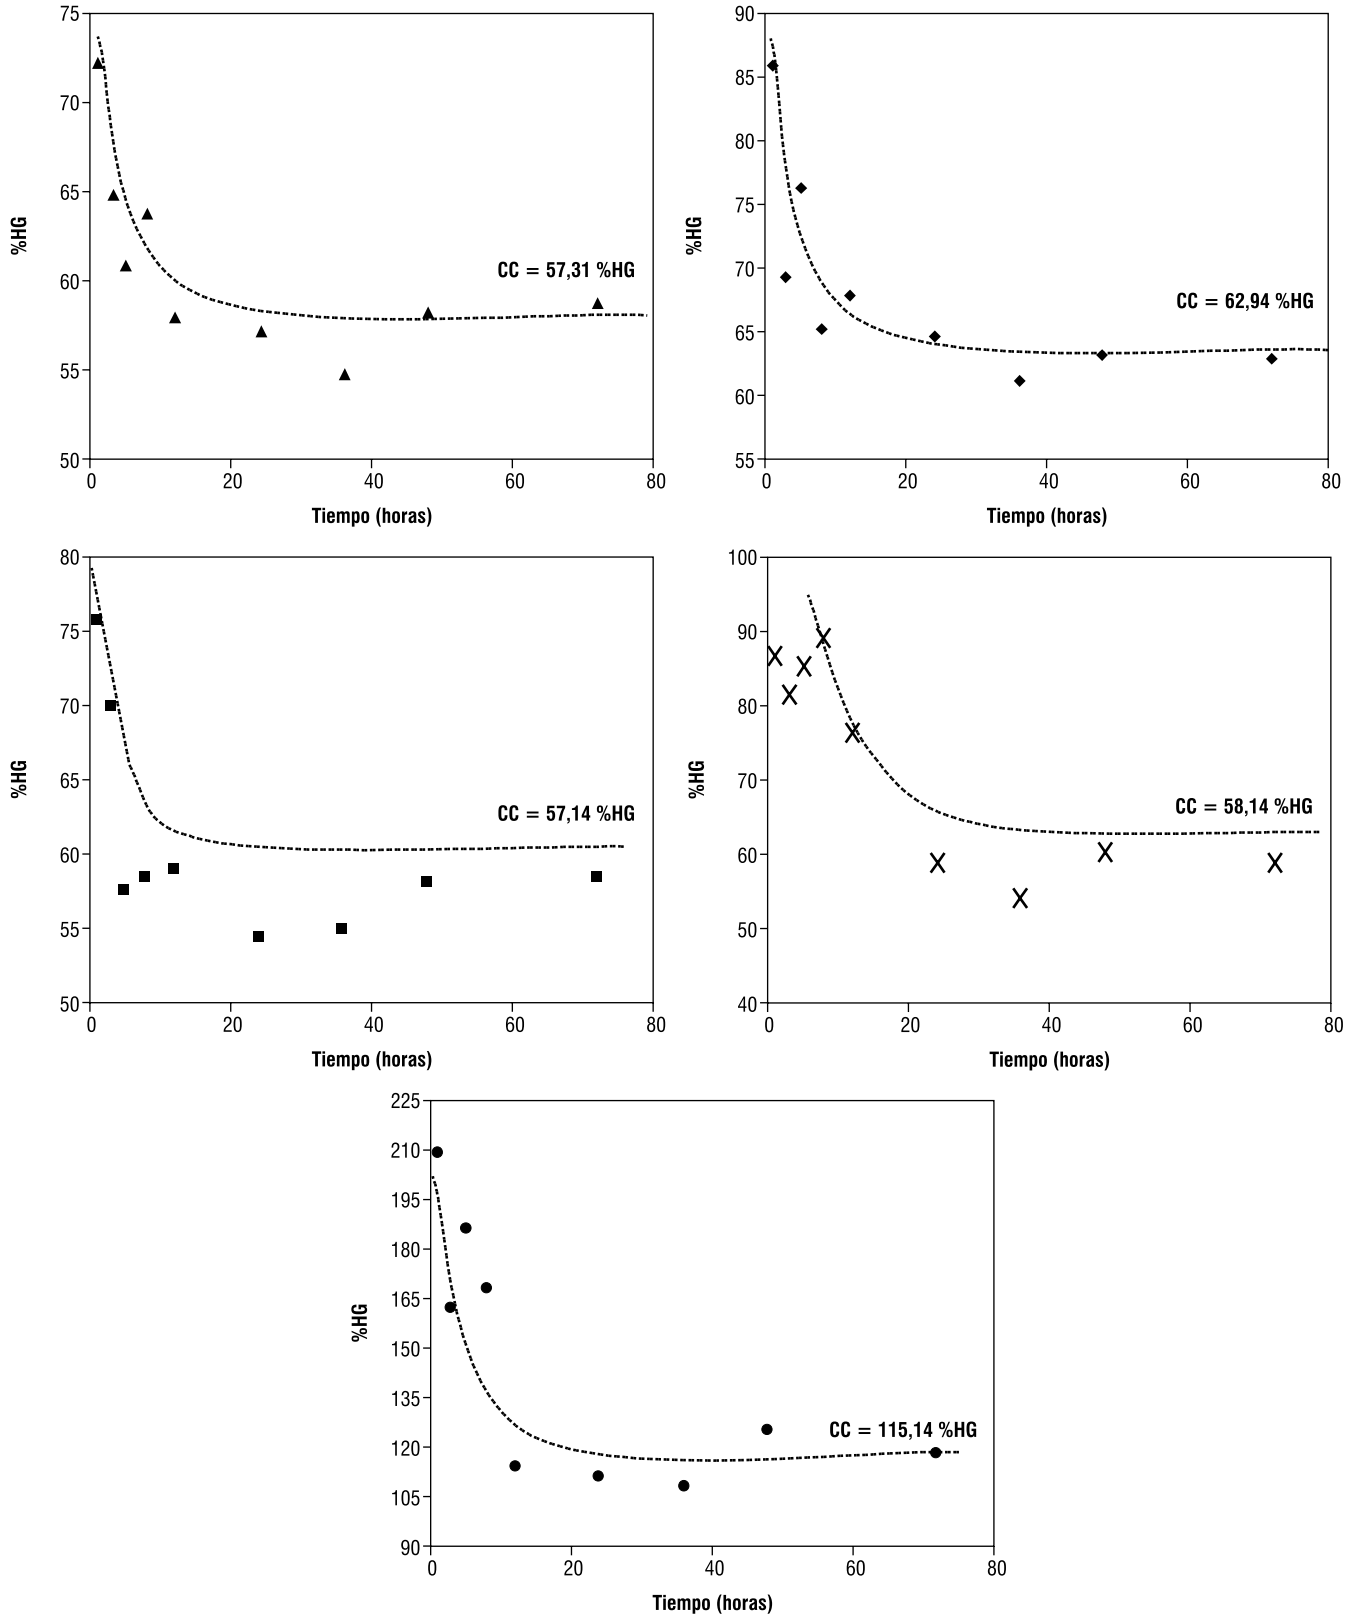 75
70
65
60
55
50
%HG
CC = 57,31 %HG
0 20 40 60 80
Tiempo (horas)
90
85
80
75
70
65
60
55
%HG
CC = 62,94 %HG
0 20 40 60 80
Tiempo (horas)
80
75
70
65
60
55
50
%HG
CC = 57,14 %HG
0 20 40 60 80
Tiempo (horas)
100
90
80
70
60
50
40
%HG
CC = 58,14 %HG
0 20 40 60 80
Tiempo (horas)
225
210
195
180
165
150
135
120
105
90
%HG
CC = 115,14 %HG
0 20 40 60 80
Tiempo (horas)